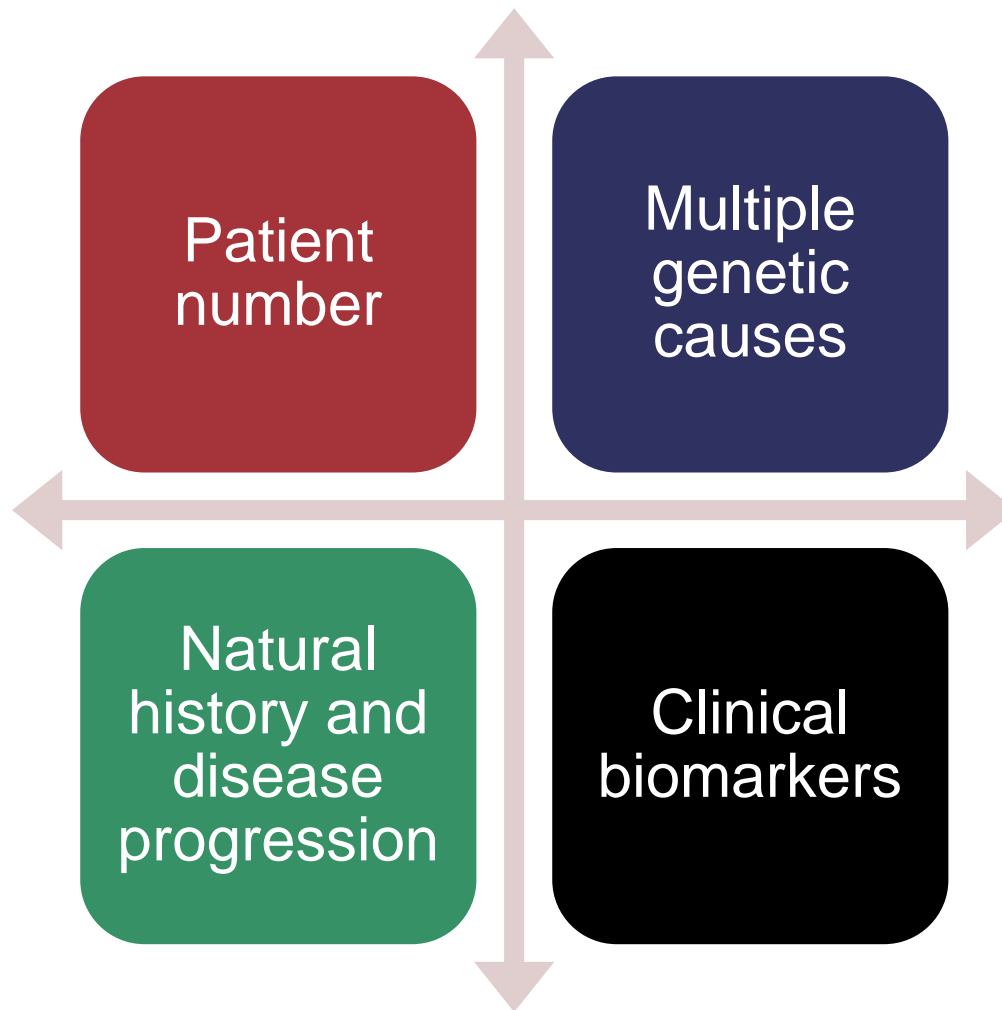 Patient
number
Multiple
genetic
causes
Natural
history and
disease
progression
Clinical
biomarkers